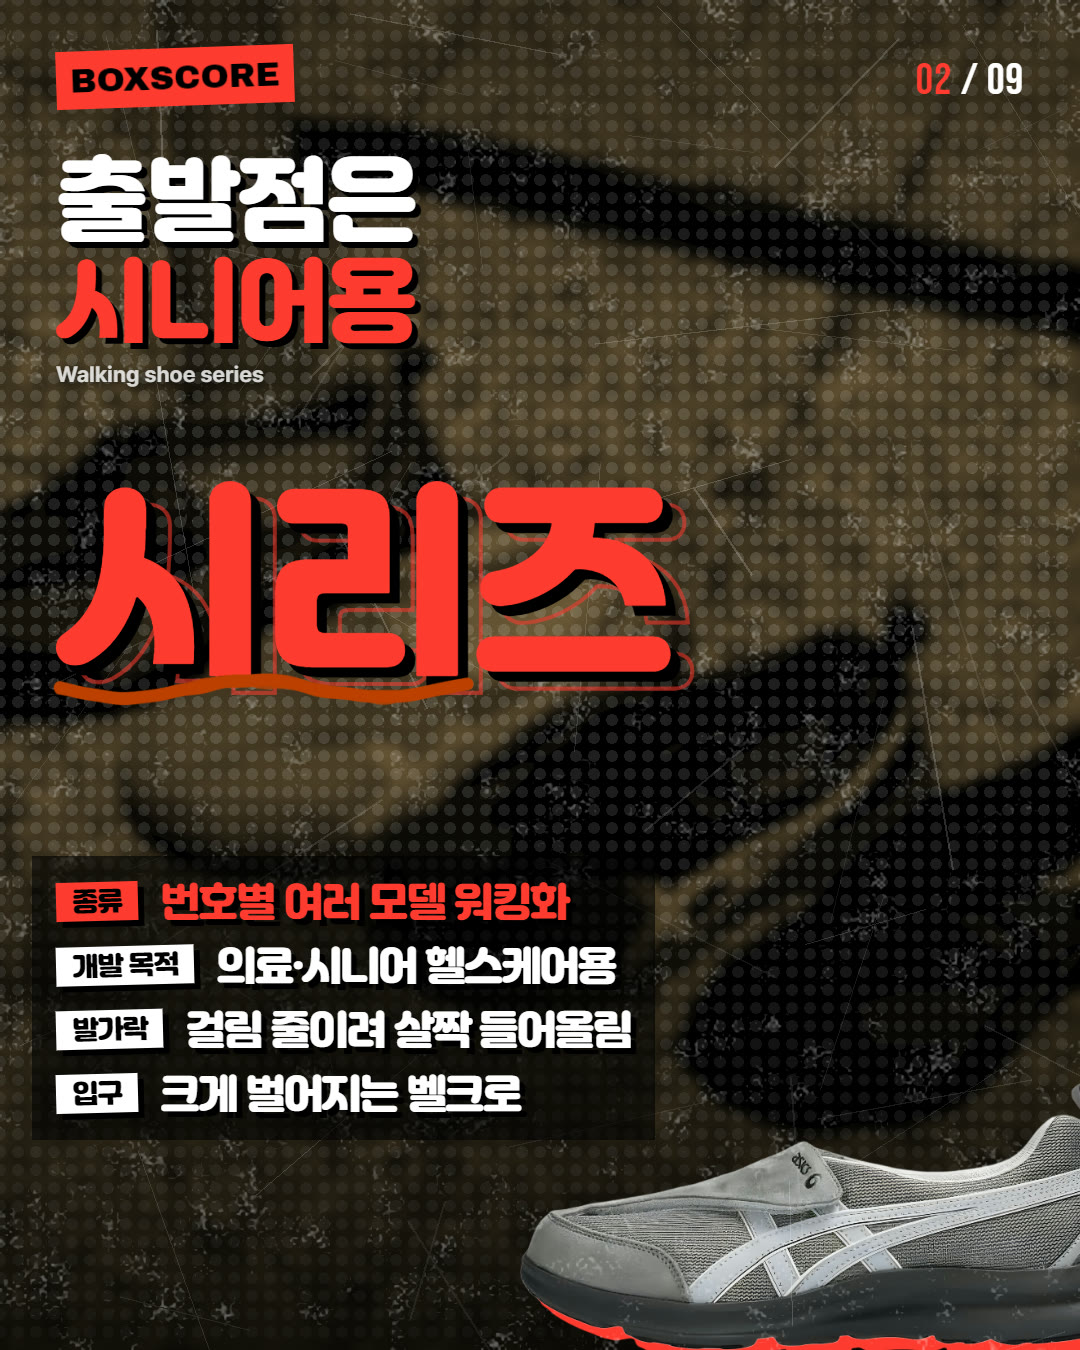 BOXSCORE
02 / 09
출발점은
시니어용
Walking shoe series
시리즈
종류 번호별 여러 모델 워킹화
개발 목적 의료·시니어 헬스케어용
발가락 걸림 줄이려 살짝 들어올림
입구 크게 벌어지는 벨크로
asics